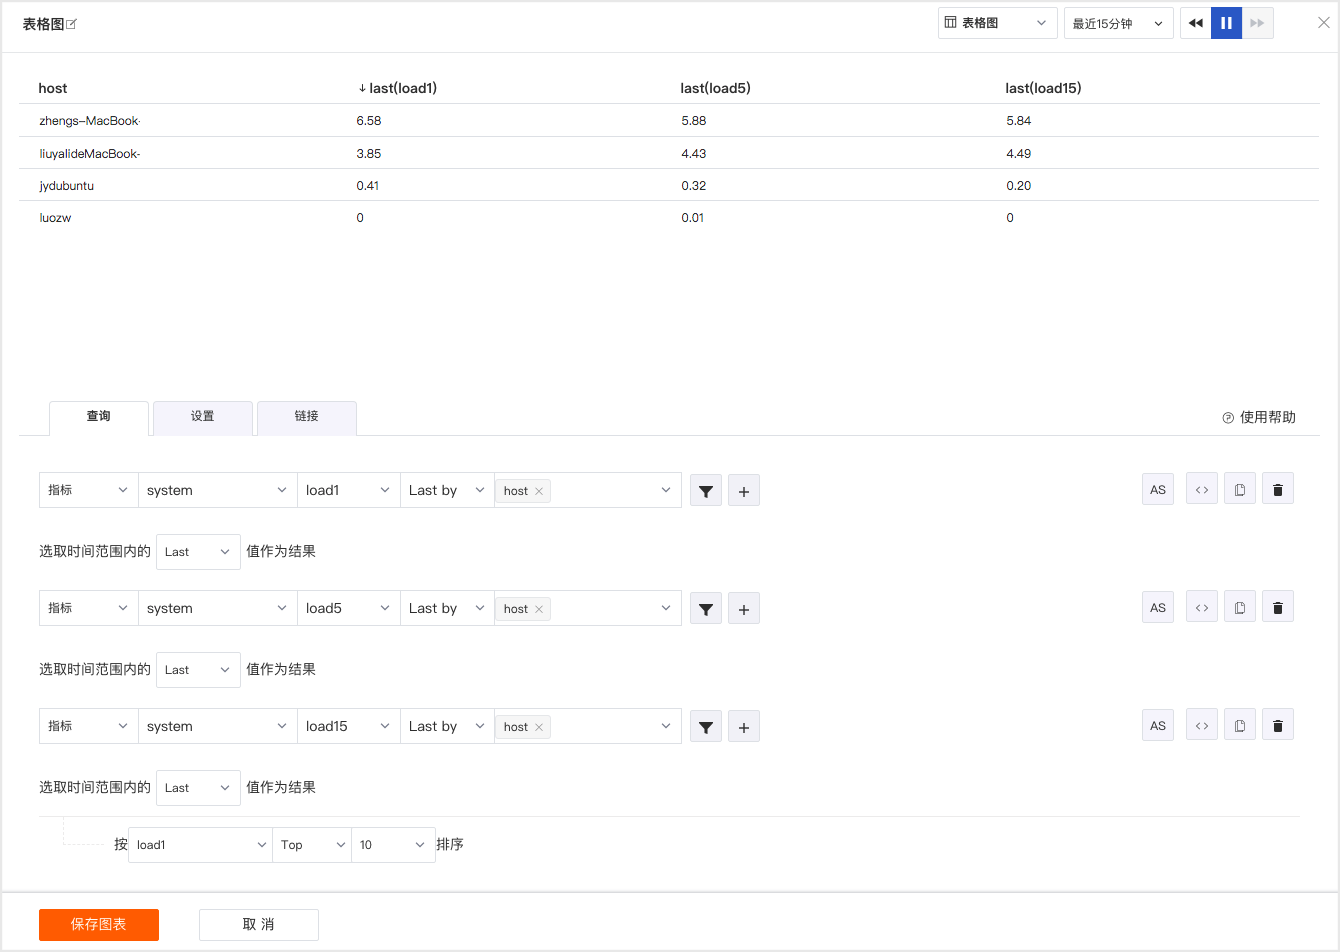 表格图 表格图 最近15分钟
host last(load1) last(load5) last(load15)
zhengs-MacBook- 6.58 5.88 5.84
liuyalideMacBook- 3.85 4.43 4.49
jydubuntu 0.41 0.32 0.20
luozw 0 0.01 0
查询 设置 链接 使用帮助
指标 system load1 Last by host AS
选取时间范围内的 Last 值作为结果
指标 system load5 Last by host AS
选取时间范围内的 Last 值作为结果
指标 system load15 Last by host AS
选取时间范围内的 Last 值作为结果
按 load1 Top 10 排序
保存图表 取 消